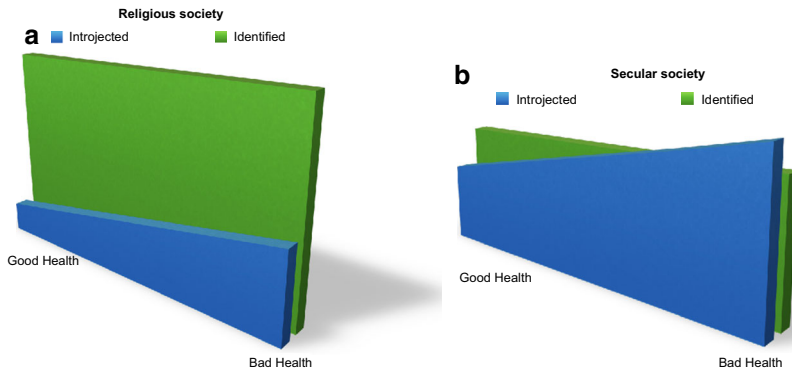 Religious society
a
Introjected Identified
Good Health
Bad Health
b
Secular society
Introjected Identified
Good Health
Bad Health